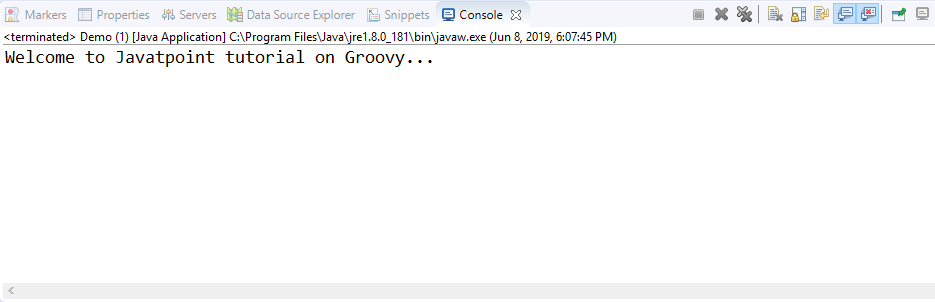 Markers Properties Servers Data Source Explorer Snippets Console
<terminated> Demo (1) [Java Application] C:\Program Files\Java\jre1.8.0_181\bin\javaw.exe (Jun 8, 2019, 6:07:45 PM)
Welcome to Javatpoint tutorial on Groovy...